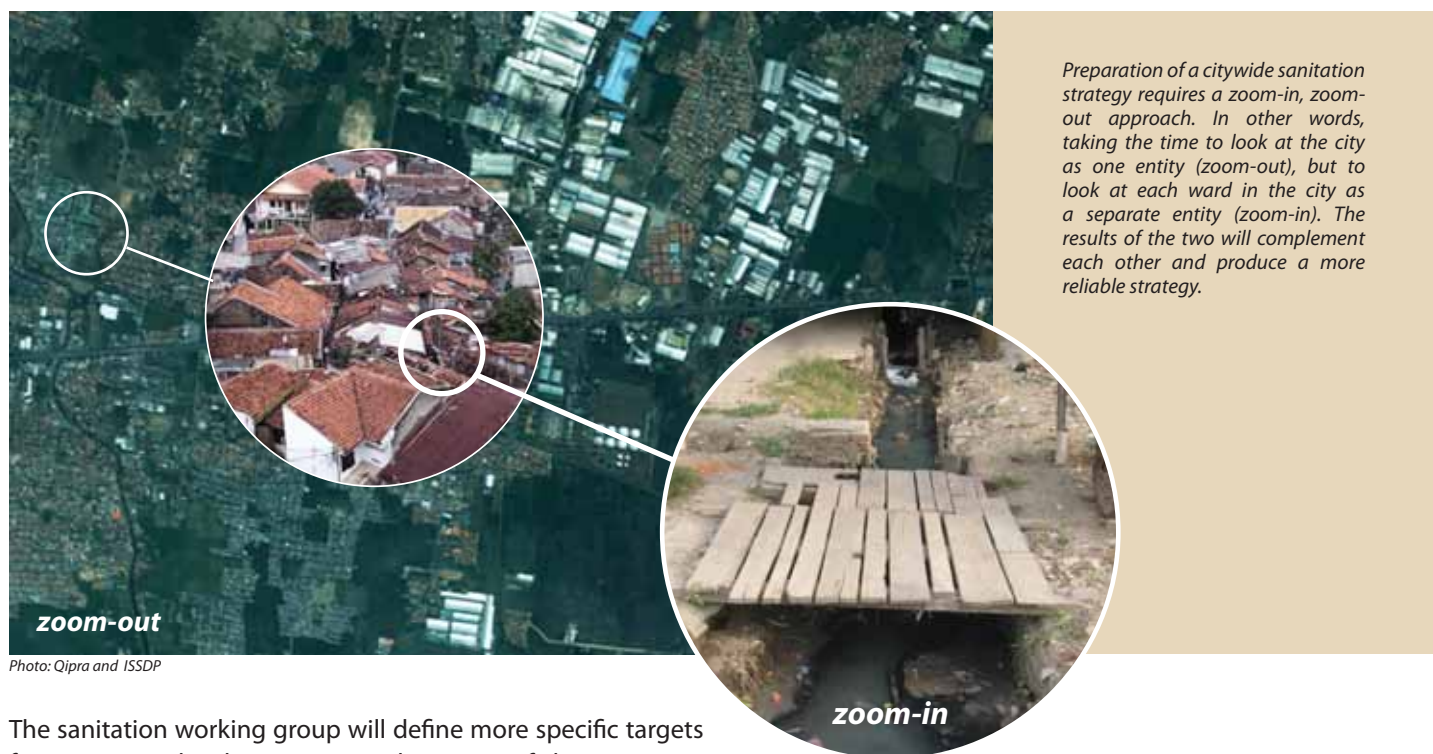 Preparation of a citywide sanitation
strategy requires a zoom-in, zoom-
out approach. In other words,
taking the time to look at the city
as one entity (zoom-out), but to
look at each ward in the city as
a separate entity (zoom-in). The
results of the two will complement
each other and produce a more
reliable strategy.
zoom-out
zoom-in
Photo: Qipra and ISSDP
The sanitation working group will define more specific targets